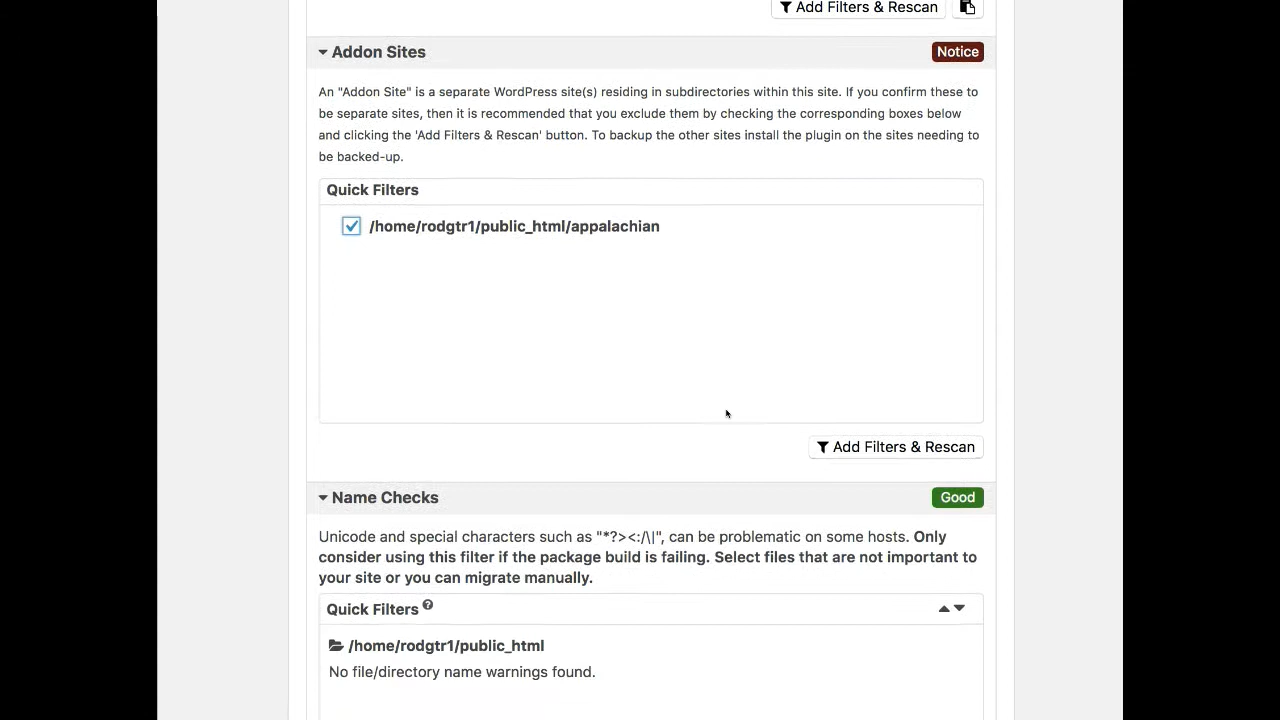 Add Filters & Rescan
Addon Sites
Notice
An "Addon Site" is a separate WordPress site(s) residing in subdirectories within this site. If you confirm these to
be separate sites, then it is recommended that you exclude them by checking the corresponding boxes below
and clicking the 'Add Filters & Rescan' button. To backup the other sites install the plugin on the sites needing to
be backed-up.
Quick Filters
/home/rodgtr1/public_html/appalachian
Add Filters & Rescan
Name Checks
Good
Unicode and special characters such as "*?><:/\|", can be problematic on some hosts. Only
consider using this filter if the package build is failing. Select files that are not important to
your site or you can migrate manually.
Quick Filters
/home/rodgtr1/public_html
No file/directory name warnings found.